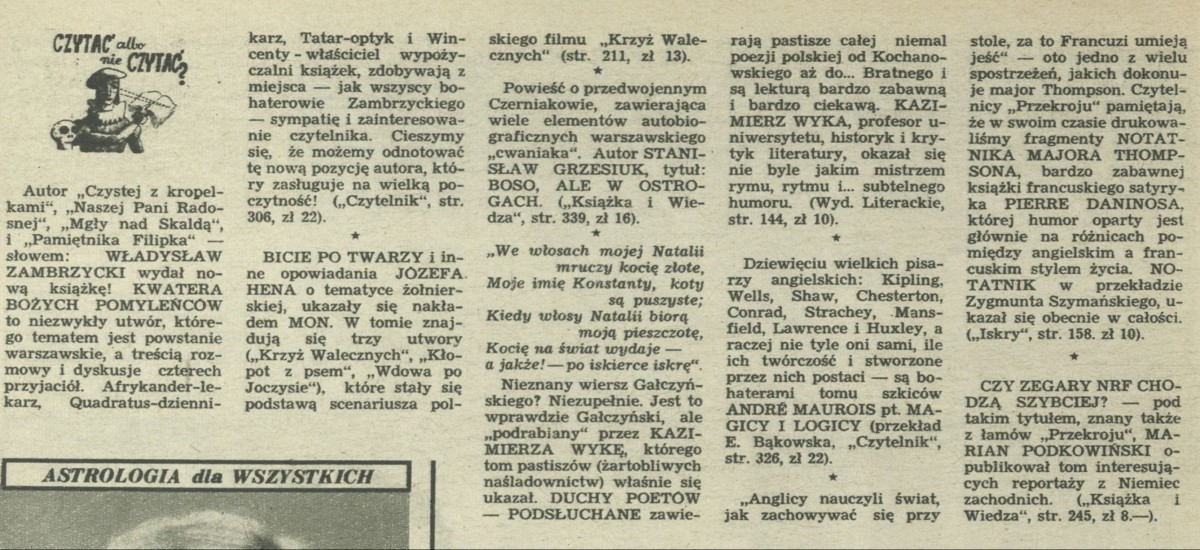 CZYTAĆ albo
nie CZYTAĆ?
Autor „Czystej z kropel-
kami“, „Naszej Pani Rado-
snej“, „Mgły nad Skaldą“,
i „Pamiętnika Filipka“ —
słowem: WŁADYSŁAW
ZAMBRZYCKI wydał no-
wą książkę! KWATERA
BOŻYCH POMYLEŃCÓW
to niezwykły utwór, które-
go tematem jest powstanie
warszawskie, a treścią roz-
mowy i dyskusje czterech
przyjaciół. Afrykander-le-
karz, Quadratus-dzienni-
karz, Tatar-optyk i Win-
centy - właściciel wypoży-
czalni książek, zdobywają z
miejsca — jak wszyscy bo-
haterowie Zambrzyckiego
— sympatię i zainteresowa-
nie czytelnika. Cieszymy
się, że możemy odnotować
tę nową pozycję autora, któ-
ry zasługuje na wielką po-
czytność! („Czytelnik“, str.
306, zł 22).
★
BICIE PO TWARZY i in-
ne opowiadania JÓZEFA
HENA o tematyce żołnier-
skiej, ukazały się nakła-
dem MON. W tomie znaj-
dują się trzy utwory
(„Krzyż Walecznych“, „Kło-
pot z psem“, „Wdowa po
Joczysie“), które stały się
podstawą scenariusza pol-
skiego filmu „Krzyż Wale-
cznych“ (str. 211, zł 13).
★
Powieść o przedwojennym
Czerniakowie, zawierająca
wiele elementów autobio-
graficznych warszawskiego
„cwaniaka“. Autor STANI-
SŁAW GRZESIUK, tytuł:
BOSO, ALE W OSTRO-
GACH. („Książka i Wie-
dza“, str. 339, zł 16).
★
„We włosach mojej Natalii
mruczy kocię złote,
Moje imię Konstanty, koty
są puszyste;
Kiedy włosy Natalii biorą
moją pieszczotę,
Kocię na świat wydaje —
a jakże! — po iskierce iskrę“.
Nieznany wiersz Gałczyń-
skiego? Niezupełnie. Jest to
wprawdzie Gałczyński, ale
„podrabiany“ przez KAZI-
MIERZA WYKĘ, którego
tom pastiszów (żartobliwych
naśladownictw) właśnie się
ukazał. DUCHY POETÓW
— PODSŁUCHANE zawie-
rają pastisze całej niemal
poezji polskiej od Kochano-
wskiego aż do... Bratnego i
są lekturą bardzo zabawną
i bardzo ciekawą. KAZI-
MIERZ WYKA, profesor u-
niwersytetu, historyk i kry-
tyk literatury, okazał się
nie byle jakim mistrzem
rymu, rytmu i... subtelnego
humoru. (Wyd. Literackie,
str. 144, zł 10).
★
Dziewięciu wielkich pisa-
rzy angielskich: Kipling,
Wells, Shaw, Chesterton,
Conrad, Strachey, Mans-
field, Lawrence i Huxley, a
raczej nie tyle oni sami, ile
ich twórczość i stworzone
przez nich postaci — są bo-
haterami tomu szkiców
ANDRÉ MAUROIS pt. MA-
GICY I LOGICY (przekład
E. Bąkowska, „Czytelnik“,
str. 326, zł 22).
★
„Anglicy nauczyli świat,
jak zachowywać się przy
stole, za to Francuzi umieją
jeść“ — oto jedno z wielu
spostrzeżeń, jakich dokonu-
je major Thompson. Czytel-
nicy „Przekroju“ pamiętają,
że w swoim czasie drukowa-
liśmy fragmenty NOTAT-
NIKA MAJORA THOMP-
SONA, bardzo zabawnej
książki francuskiego satyry-
ka PIERRE DANINOSA,
której humor oparty jest
głównie na różnicach po-
między angielskim a fran-
cuskim stylem życia. NO-
TATNIK w przekładzie
Zygmunta Szymańskiego, u-
kazał się obecnie w całości.
(„Iskry“, str. 158. zł 10).
★
CZY ZEGARY NRF CHO-
DZĄ SZYBCIEJ? — pod
takim tytułem, znany także
z łamów „Przekroju“, MA-
RIAN PODKOWIŃSKI o-
publikował tom interesują-
cych reportaży z Niemiec
zachodnich. („Książka i
Wiedza“, str. 245, zł 8.—).
ASTROLOGIA dla WSZYSTKICH